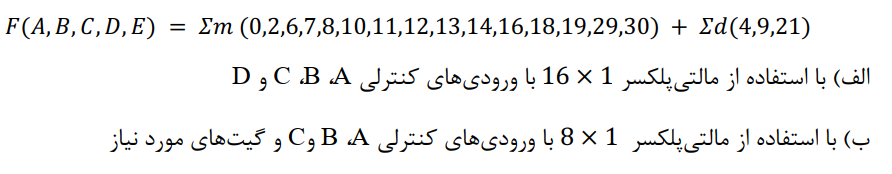 F(A,B,C,D,E) = Σm (0,2,6,7,8,10,11,12,13,14,16,18,19,29,30) + Σd(4,9,21)
الف) با استفاده از مالتی‌پلکسر 1 × 16 با ورودی‌های کنترلی A، B، C و D
ب) با استفاده از مالتی‌پلکسر 1 × 8 با ورودی‌های کنترلی A، B وC و گیت‌های مورد نیاز